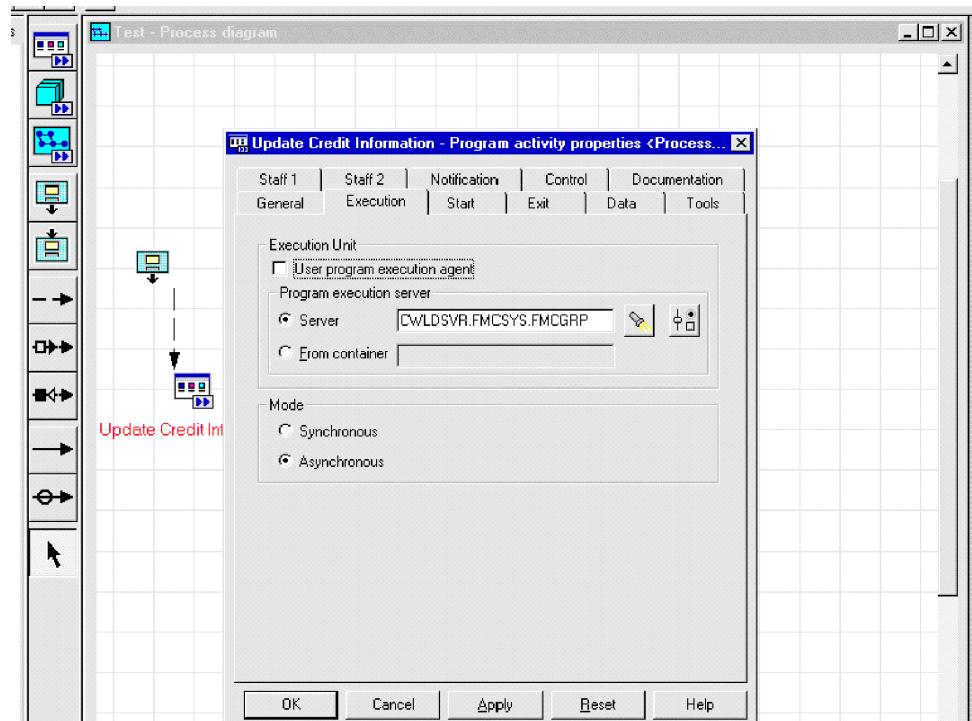 s
Test - Process diagram
Update Credit Information - Program activity properties <Process...
Staff 1 Staff 2 Notification Control Documentation
General Execution Start Exit Data Tools
Execution Unit
User program execution agent
Program execution server
Server CWLDSVR.FMCSYS.FMCGRP
From container
Mode
Synchronous
Asynchronous
Update Credit Inf
OK Cancel Apply Reset Help